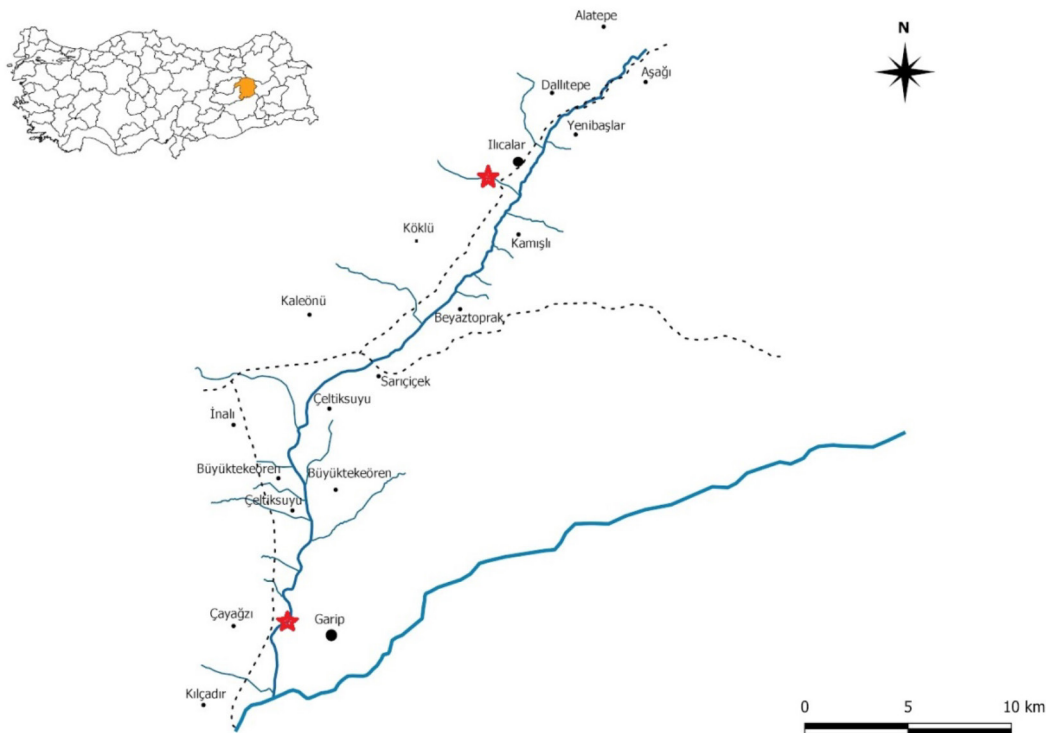 Alatepe
N
Aşağı
Dallıtepe
Yenibaşlar
Ilıcalar
Köklü
Kamışlı
Kaleönü
Beyaztoprak
Sarıçiçek
Çeltiksuyu
İnalı
Büyüktekeören
Büyüktekeören
Çeltiksuyu
Çayağzı
Garip
Kılçadır
0 5 10 km